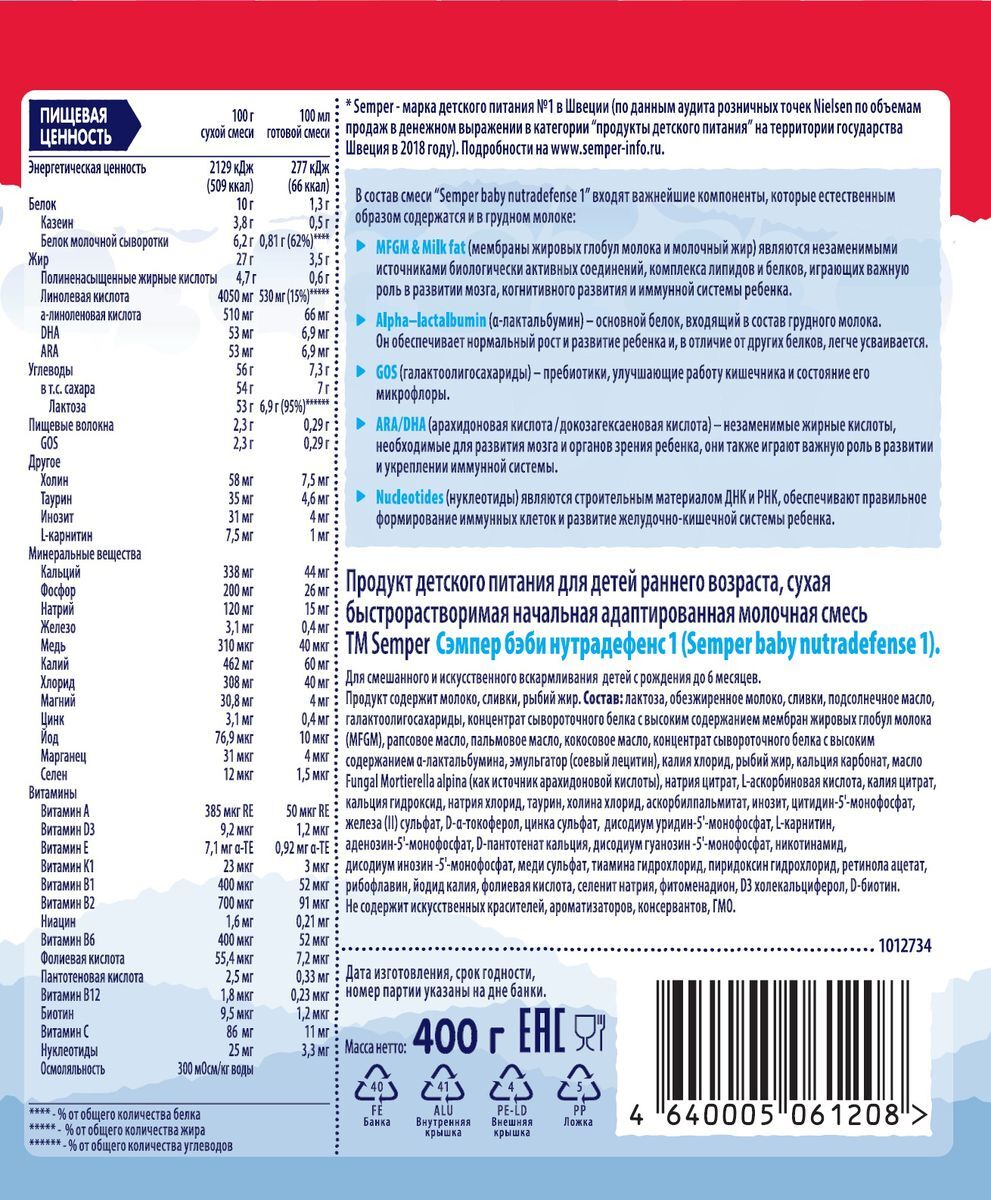 ПИЩЕВАЯ
ЦЕННОСТЬ
100 г
сухой смеси
100 мл
готовой смеси
Энергетическая ценность 2129 кДж 277 кДж
(509 ккал) (66 ккал)
Белок 10 г 1,3 г
Казеин 3,8 г 0,5 г
Белок молочной сыворотки 6,2 г 0,81 г (62%)****
Жир 27 г 3,5 г
Полиненасыщенные жирные кислоты 4,7 г 0,6 г
Линолевая кислота 4050 мг 530 мг (15%)*****
а-линоленовая кислота 510 мг 66 мг
DHA 53 мг 6,9 мг
ARA 53 мг 6,9 мг
Углеводы 56 г 7,3 г
в т.с. сахара 54 г 7 г
Лактоза 53 г 6,9 г (95%)******
Пищевые волокна 2,3 г 0,29 г
GOS 2,3 г 0,29 г
Другое
Холин 58 мг 7,5 мг
Таурин 35 мг 4,6 мг
Инозит 31 мг 4 мг
L-карнитин 7,5 мг 1 мг
Минеральные вещества
Кальций 338 мг 44 мг
Фосфор 200 мг 26 мг
Натрий 120 мг 15 мг
Железо 3,1 мг 0,4 мг
Медь 310 мкг 40 мкг
Калий 462 мг 60 мг
Хлорид 308 мг 40 мг
Магний 30,8 мг 4 мг
Цинк 3,1 мг 0,4 мг
Йод 76,9 мкг 10 мкг
Марганец 31 мкг 4 мкг
Селен 12 мкг 1,5 мкг
Витамины
Витамин А 385 мкг RE 50 мкг RE
Витамин D3 9,2 мкг 1,2 мкг
Витамин Е 7,1 мг α-TE 0,92 мг α-TE
Витамин К1 23 мкг 3 мкг
Витамин В1 400 мкг 52 мкг
Витамин В2 700 мкг 91 мкг
Ниацин 1,6 мг 0,21 мг
Витамин В6 400 мкг 52 мкг
Фолиевая кислота 55,4 мкг 7,2 мкг
Пантотеновая кислота 2,5 мг 0,33 мг
Витамин В12 1,8 мкг 0,23 мкг
Биотин 9,5 мкг 1,2 мкг
Витамин С 86 мг 11 мг
Нуклеотиды 25 мг 3,3 мг
Осмоляльность 300 мОсм/кг воды
**** - % от общего количества белка
***** - % от общего количества жира
****** - % от общего количества углеводов
* Semper - марка детского питания №1 в Швеции (по данным аудита розничных точек Nielsen по объемам
продаж в денежном выражении в категории “продукты детского питания” на территории государства
Швеция в 2018 году). Подробности на www.semper-info.ru.
В состав смеси “Semper baby nutradefense 1” входят важнейшие компоненты, которые естественным
образом содержатся и в грудном молоке:
MFGM & Milk fat (мембраны жировых глобул молока и молочный жир) являются незаменимыми
источниками биологически активных соединений, комплекса липидов и белков, играющих важную
роль в развитии мозга, когнитивного развития и иммунной системы ребенка.
Alpha–lactalbumin (α-лактальбумин) – основной белок, входящий в состав грудного молока.
Он обеспечивает нормальный рост и развитие ребенка и, в отличие от других белков, легче усваивается.
GOS (галактоолигосахариды) – пребиотики, улучшающие работу кишечника и состояние его
микрофлоры.
ARA/DHA (арахидоновая кислота/докозагексаеновая кислота) – незаменимые жирные кислоты,
необходимые для развития мозга и органов зрения ребенка, они также играют важную роль в развитии
и укреплении иммунной системы.
Nucleotides (нуклеотиды) являются строительным материалом ДНК и РНК, обеспечивают правильное
формирование иммунных клеток и развитие желудочно-кишечной системы ребенка.
Продукт детского питания для детей раннего возраста, сухая
быстрорастворимая начальная адаптированная молочная смесь
ТМ Semper Сэмпер бэби нутрадефенс 1 (Semper baby nutradefense 1).
Для смешанного и искусственного вскармливания детей с рождения до 6 месяцев.
Продукт содержит молоко, сливки, рыбий жир. Состав: лактоза, обезжиренное молоко, сливки, подсолнечное масло,
галактоолигосахариды, концентрат сывороточного белка с высоким содержанием мембран жировых глобул молока
(MFGM), рапсовое масло, пальмовое масло, кокосовое масло, концентрат сывороточного белка с высоким
содержанием α-лактальбумина, эмульгатор (соевый лецитин), калия хлорид, рыбий жир, кальция карбонат, масло
Fungal Mortierella alpina (как источник арахидоновой кислоты), натрия цитрат, L-аскорбиновая кислота, калия цитрат,
кальция гидроксид, натрия хлорид, таурин, холина хлорид, аскорбилпальмитат, инозит, цитидин-5'-монофосфат,
железа (II) сульфат, D-α-токоферол, цинка сульфат, дисодиум уридин-5'-монофосфат, L-карнитин,
аденозин-5'-монофосфат, D-пантотенат кальция, дисодиум гуанозин -5'-монофосфат, никотинамид,
дисодиум инозин -5'-монофосфат, меди сульфат, тиамина гидрохлорид, пиридоксин гидрохлорид, ретинола ацетат,
рибофлавин, йодид калия, фолиевая кислота, селенит натрия, фитоменадион, D3 холекальциферол, D-биотин.
Не содержит искусственных красителей, ароматизаторов, консервантов, ГМО.
1012734
Дата изготовления, срок годности,
номер партии указаны на дне банки.
Масса нетто: 400 г EAC
40 41 4 5
FE ALU PE-LD PP
Банка Внутренняя крышка Внешняя крышка Ложка
4 640005 061208 >